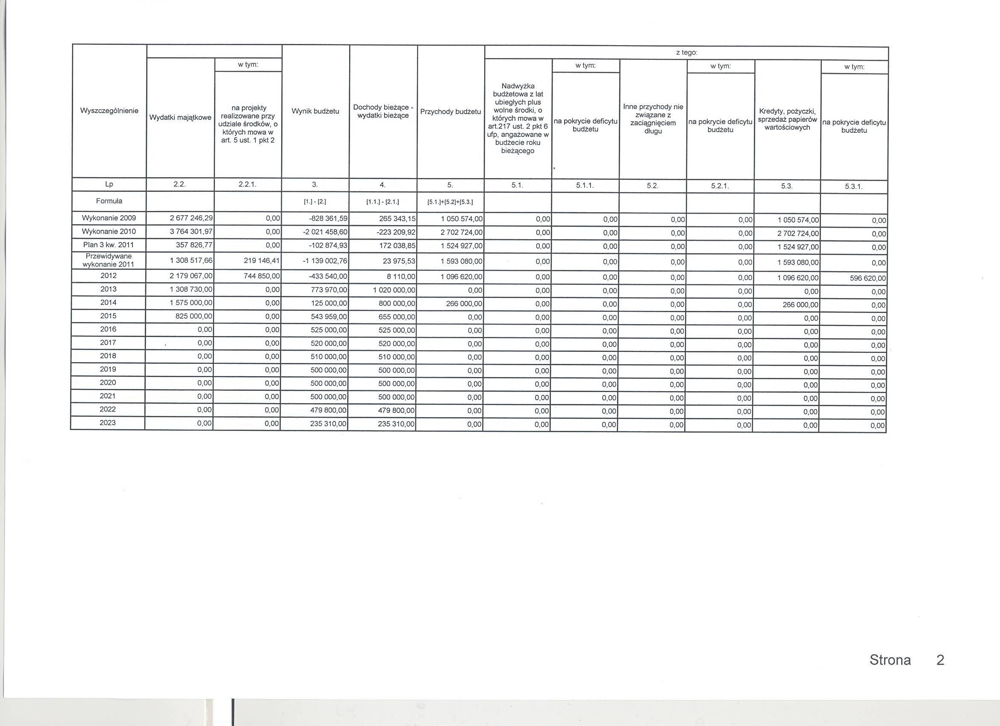 z tego:
w tym:
w tym:
w tym:
w tym:
Wyszczególnienie
Wydatki majątkowe
na projekty
realizowane przy
udziale środków, o
których mowa w
art. 5 ust. 1 pkt 2
Wynik budżetu
Dochody bieżące -
wydatki bieżące
Przychody budżetu
Nadwyżka
budżetowa z lat
ubiegłych plus
wolne środki, o
których mowa w
art.217 ust. 2 pkt 6
ufp, angażowane w
budżecie roku
bieżącego
na pokrycie deficytu
budżetu
Inne przychody nie
związane z
zaciągnięciem
długu
na pokrycie deficytu
budżetu
Kredyty, pożyczki,
sprzedaż papierów
wartościowych
na pokrycie deficytu
budżetu
Lp 2.2. 2.2.1. 3. 4. 5. 5.1. 5.1.1. 5.2. 5.2.1. 5.3. 5.3.1.
Formuła [1.] - [2.] [1.1.] - [2.1.] [5.1.]+[5.2]+[5.3.]
Wykonanie 2009 2 677 246,29 0,00 -828 361,59 265 343,15 1 050 574,00 0,00 0,00 0,00 0,00 1 050 574,00 0,00
Wykonanie 2010 3 764 301,97 0,00 -2 021 458,60 -223 209,92 2 702 724,00 0,00 0,00 0,00 0,00 2 702 724,00 0,00
Plan 3 kw. 2011 357 826,77 0,00 -102 874,93 172 038,85 1 524 927,00 0,00 0,00 0,00 0,00 1 524 927,00 0,00
Przewidywane
wykonanie 2011 1 308 517,66 219 146,41 -1 139 002,76 23 975,53 1 593 080,00 0,00 0,00 0,00 0,00 1 593 080,00 0,00
2012 2 179 067,00 744 850,00 -433 540,00 8 110,00 1 096 620,00 0,00 0,00 0,00 0,00 1 096 620,00 596 620,00
2013 1 308 730,00 0,00 773 970,00 1 020 000,00 0,00 0,00 0,00 0,00 0,00 0,00 0,00
2014 1 575 000,00 0,00 125 000,00 800 000,00 266 000,00 0,00 0,00 0,00 0,00 266 000,00 0,00
2015 825 000,00 0,00 543 959,00 655 000,00 0,00 0,00 0,00 0,00 0,00 0,00 0,00
2016 0,00 0,00 525 000,00 525 000,00 0,00 0,00 0,00 0,00 0,00 0,00 0,00
2017 0,00 0,00 520 000,00 520 000,00 0,00 0,00 0,00 0,00 0,00 0,00 0,00
2018 0,00 0,00 510 000,00 510 000,00 0,00 0,00 0,00 0,00 0,00 0,00 0,00
2019 0,00 0,00 500 000,00 500 000,00 0,00 0,00 0,00 0,00 0,00 0,00 0,00
2020 0,00 0,00 500 000,00 500 000,00 0,00 0,00 0,00 0,00 0,00 0,00 0,00
2021 0,00 0,00 500 000,00 500 000,00 0,00 0,00 0,00 0,00 0,00 0,00 0,00
2022 0,00 0,00 479 800,00 479 800,00 0,00 0,00 0,00 0,00 0,00 0,00 0,00
2023 0,00 0,00 235 310,00 235 310,00 0,00 0,00 0,00 0,00 0,00 0,00 0,00
Strona 2